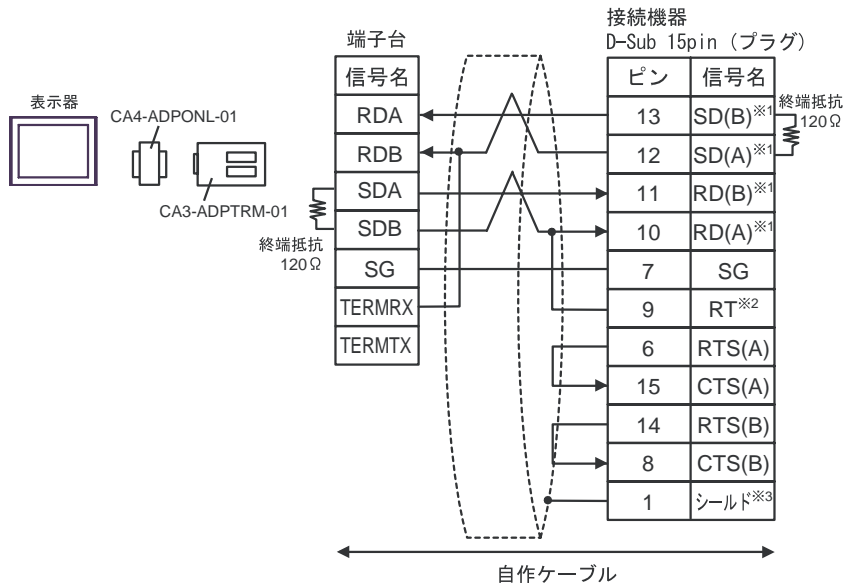 接続機器
D-Sub 15pin（プラグ）
端子台
信号名
RDA
RDB
SDA
SDB
SG
TERMRX
TERMTX
ピン 信号名
13 SD(B)※1
12 SD(A)※1
11 RD(B)※1
10 RD(A)※1
7 SG
9 RT※2
6 RTS(A)
15 CTS(A)
14 RTS(B)
8 CTS(B)
1 シールド※3
終端抵抗
120Ω
表示器
CA4-ADPONL-01
CA3-ADPTRM-01
終端抵抗
120Ω
自作ケーブル